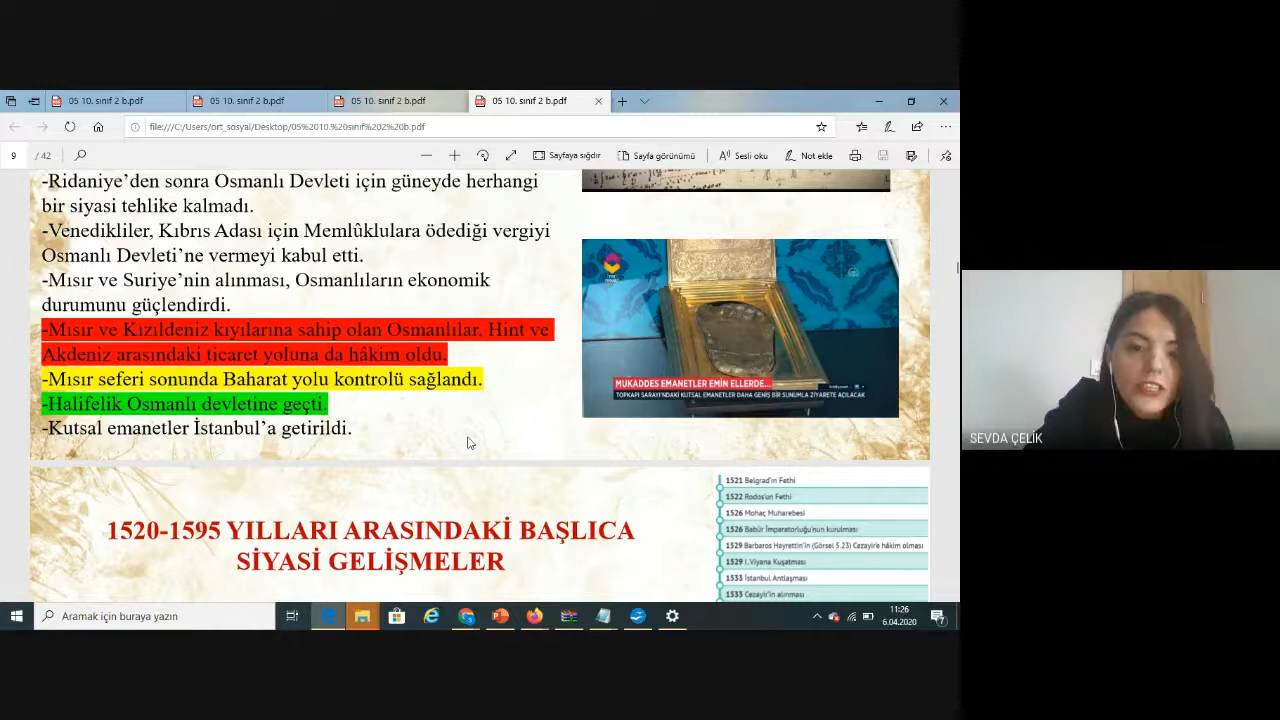 05 10. sınıf 2 b.pdf
05 10. sınıf 2 b.pdf
05 10. sınıf 2 b.pdf
05 10. sınıf 2 b.pdf
file:///C:/Users/ort_sosyal/Desktop/05%2010.%20sınıf%202%20b.pdf
9 / 42
Sayfaya sığdır
Sayfa görünümü
Sesli oku
Not ekle
-Ridaniye’den sonra Osmanlı Devleti için güneyde herhangi
bir siyasi tehlike kalmadı.
-Venedikliler, Kıbrıs Adası için Memlûklulara ödediği vergiyi
Osmanlı Devleti’ne vermeyi kabul etti.
-Mısır ve Suriye’nin alınması, Osmanlıların ekonomik
durumunu güçlendirdi.
-Mısır ve Kızıldeniz kıyılarına sahip olan Osmanlılar. Hint ve
Akdeniz arasındaki ticaret yoluna da hâkim oldu.
-Mısır seferi sonunda Baharat yolu kontrolü sağlandı.
-Halifelik Osmanlı devletine geçti.
-Kutsal emanetler İstanbul’a getirildi.
MUKADDES EMANETLER EMİN ELLERDE...
TOPKAPI SARAYI'NDAKİ KUTSAL EMANETLER DAHA GENİŞ BİR SUNUMLA ZİYARETE AÇILACAK
1520-1595 YILLARI ARASINDAKİ BAŞLICA
SİYASİ GELİŞMELER
1521 Belgrad'ın Fethi
1522 Rodos'un Fethi
1526 Mohaç Muharebesi
1526 Babür İmparatorluğu'nun kurulması
1529 Barbaros Hayrettin'in (Görsel 5.23) Cezayir'e hâkim olması
1529 I. Viyana Kuşatması
1533 İstanbul Antlaşması
1533 Cezayir'in alınması
SEVDA ÇELİK
Aramak için buraya yazın
11:26
6.04.2020
7